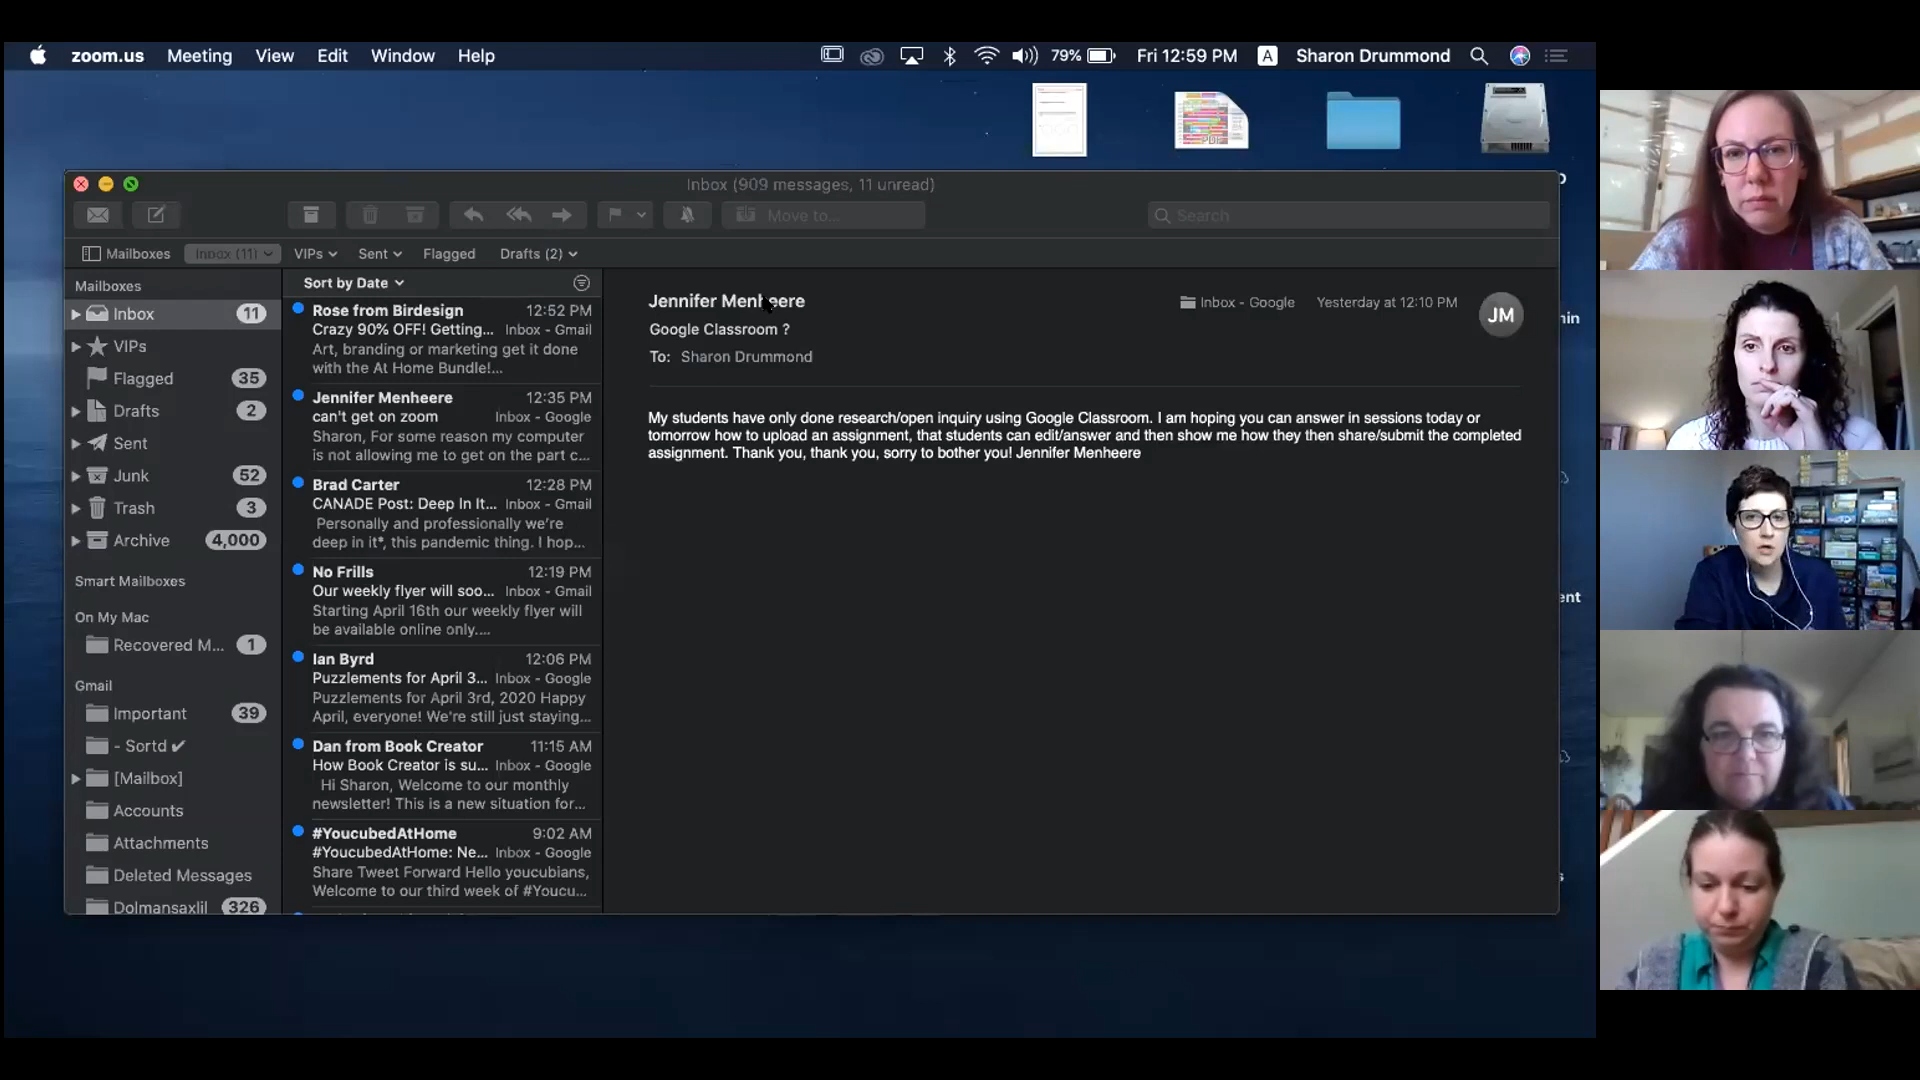 zoom.us Meeting View Edit Window Help 79% Fri 12:59 PM A Sharon Drummond
PDF
Inbox (909 messages, 11 unread)
Move to...
Search
Mailboxes Inbox (11) VIPs Sent Flagged Drafts (2)
Mailboxes
Inbox 11
VIPs
Flagged 35
Drafts 2
Sent
Junk 52
Trash 3
Archive 4,000
Smart Mailboxes
On My Mac
Recovered M... 1
Gmail
Important 39
- Sortd ✔
[Mailbox]
Accounts
Attachments
Deleted Messages
Dolmansaxlil 326
Sort by Date
Rose from Birdesign 12:52 PM
Crazy 90% OFF! Getting... Inbox - Gmail
Art, branding or marketing get it done
with the At Home Bundle!...
Jennifer Menheere 12:35 PM
can't get on zoom Inbox - Google
Sharon, For some reason my computer
is not allowing me to get on the part c...
Brad Carter 12:28 PM
CANADE Post: Deep In It... Inbox - Gmail
Personally and professionally we're
deep in it*, this pandemic thing. I hop...
No Frills 12:19 PM
Our weekly flyer will soo... Inbox - Gmail
Starting April 16th our weekly flyer will
be available online only....
Ian Byrd 12:06 PM
Puzzlements for April 3... Inbox - Google
Puzzlements for April 3rd, 2020 Happy
April, everyone! We're still just staying...
Dan from Book Creator 11:15 AM
How Book Creator is su... Inbox - Google
Hi Sharon, Welcome to our monthly
newsletter! This is a new situation for...
#YoucubedAtHome 9:02 AM
#YoucubedAtHome: Ne... Inbox - Google
Share Tweet Forward Hello youcubians,
Welcome to our third week of #Youcu...
Jennifer Menheere Inbox - Google Yesterday at 12:10 PM
JM
Google Classroom ?
To: Sharon Drummond
My students have only done research/open inquiry using Google Classroom. I am hoping you can answer in sessions today or
tomorrow how to upload an assignment, that students can edit/answer and then show me how they then share/submit the completed
assignment. Thank you, thank you, sorry to bother you! Jennifer Menheere